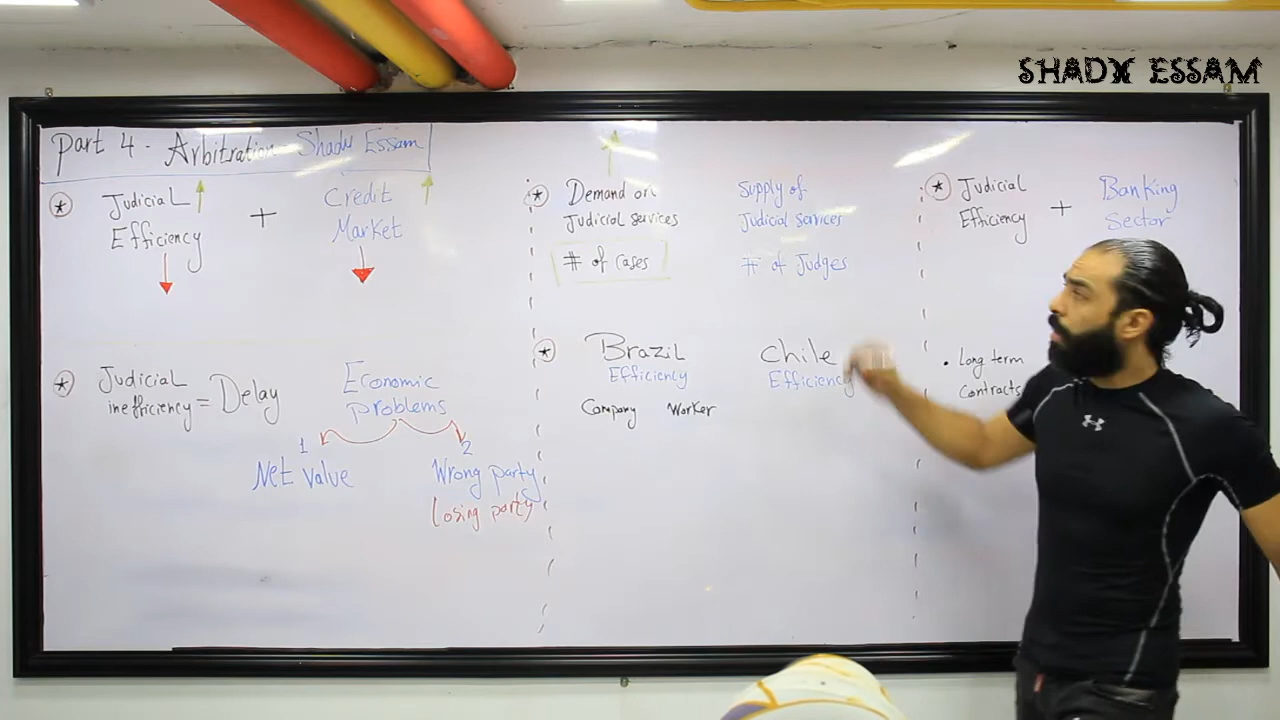 SHADY ESSAM
Part 4 - Arbitration - Shady Essam
Judicial
Efficiency
+
Credit
Market
Judicial
inefficiency = Delay
Economic
problems
1
Net Value
2
Wrong party
Losing party
Demand on
Judicial services
# of Cases
Supply of
Judicial services
# of Judges
Brazil
Efficiency
Company Worker
Chile
Efficiency
Judicial
Efficiency
+
Banking
Sector
• Long term
Contracts